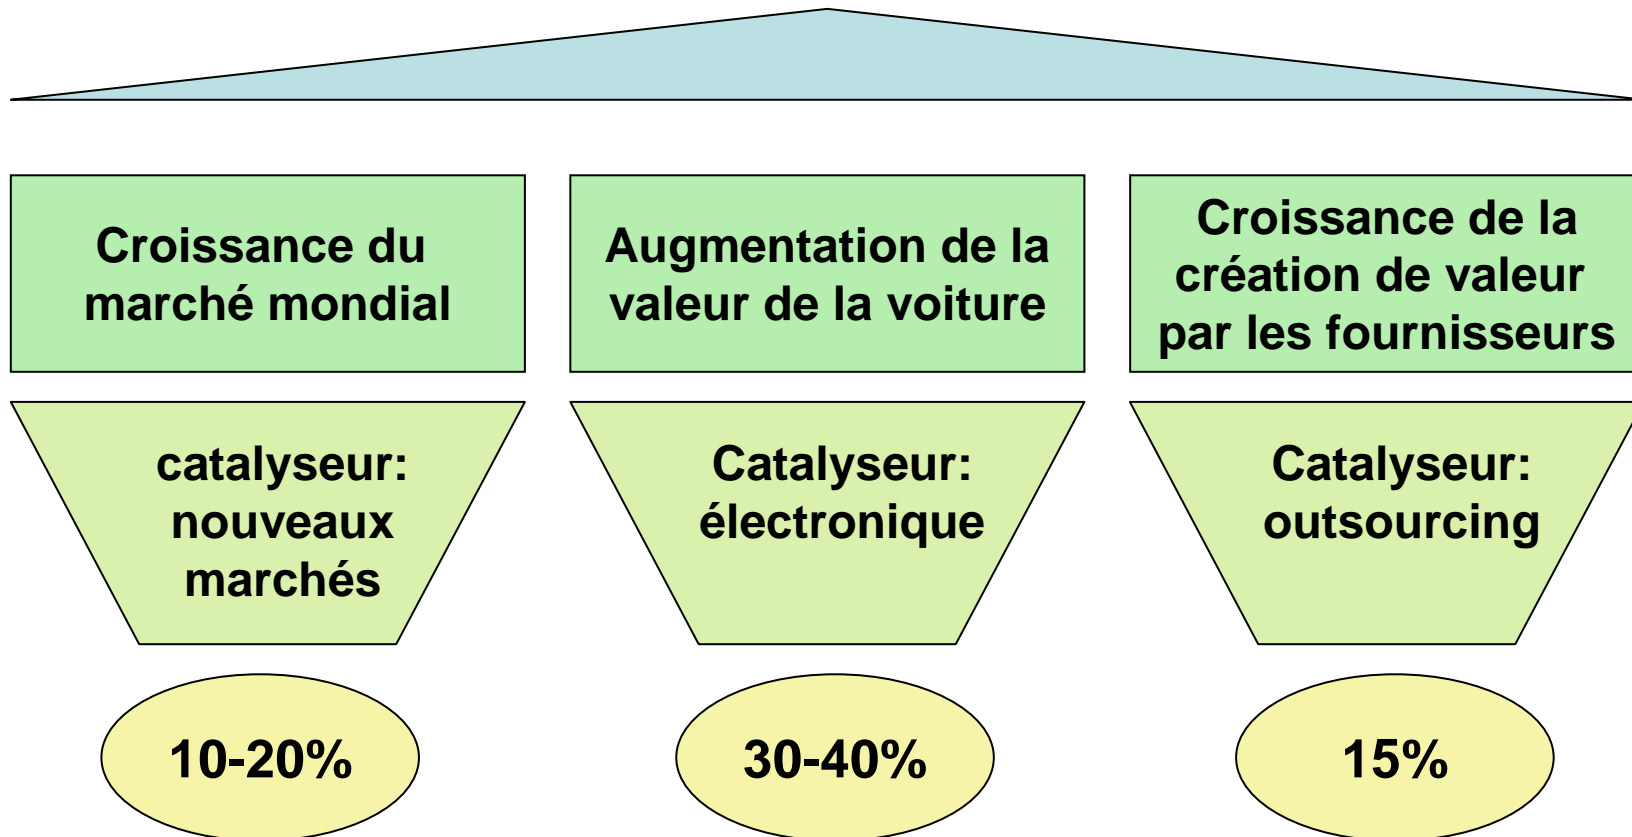 Croissance du
marché mondial
Augmentation de la
valeur de la voiture
Croissance de la
création de valeur
par les fournisseurs
catalyseur:
nouveaux
marchés
Catalyseur:
électronique
Catalyseur:
outsourcing
10-20%
30-40%
15%